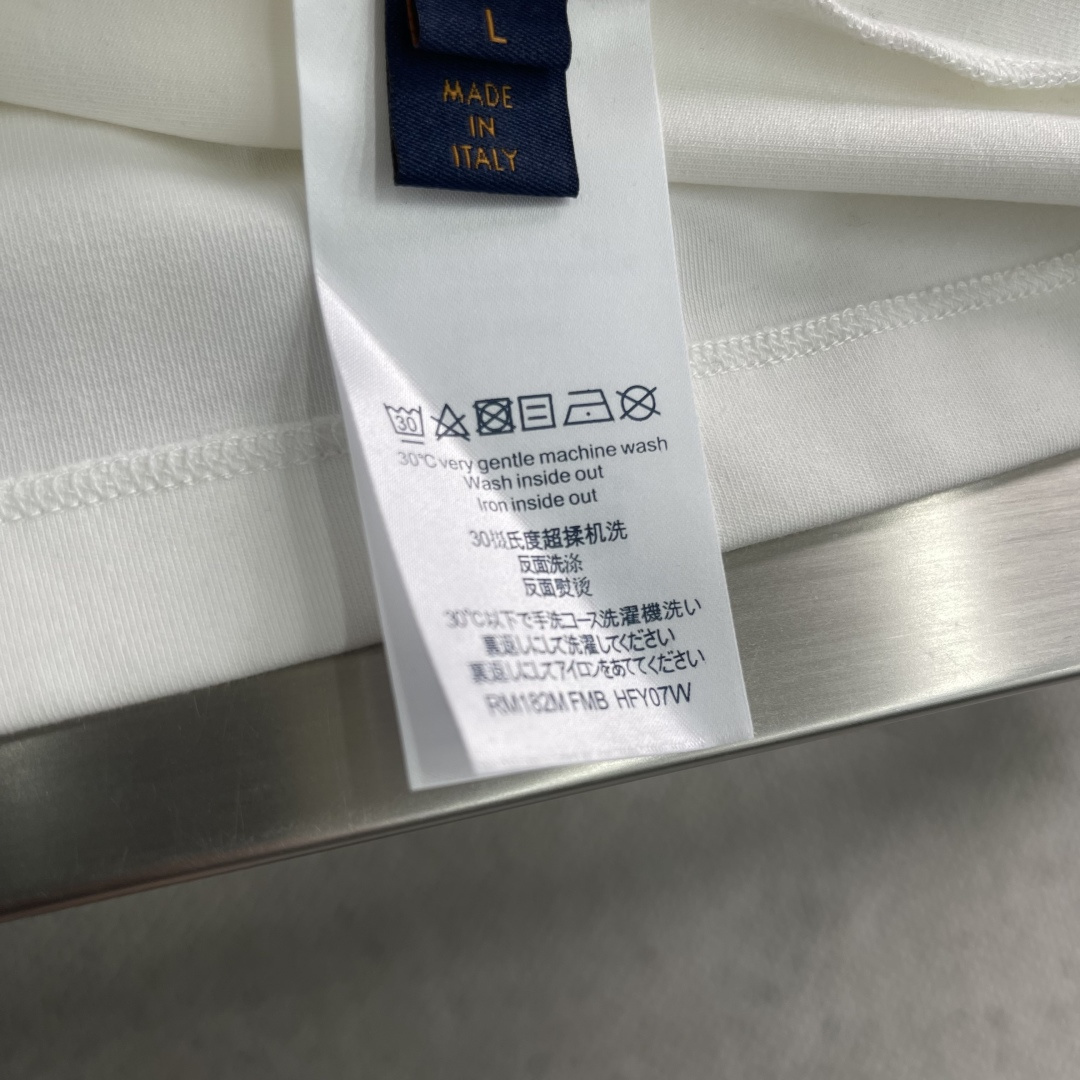 L
MADE
IN
ITALY
30
30°C very gentle machine wash
Wash inside out
Iron inside out
30摄氏度超揉机洗
反面洗涤
反面熨烫
30℃以下で手洗コース洗濯機洗い
裏返しにして洗濯してください
裏返しにしてアイロンをあててください
RM182M FMB HFY07W